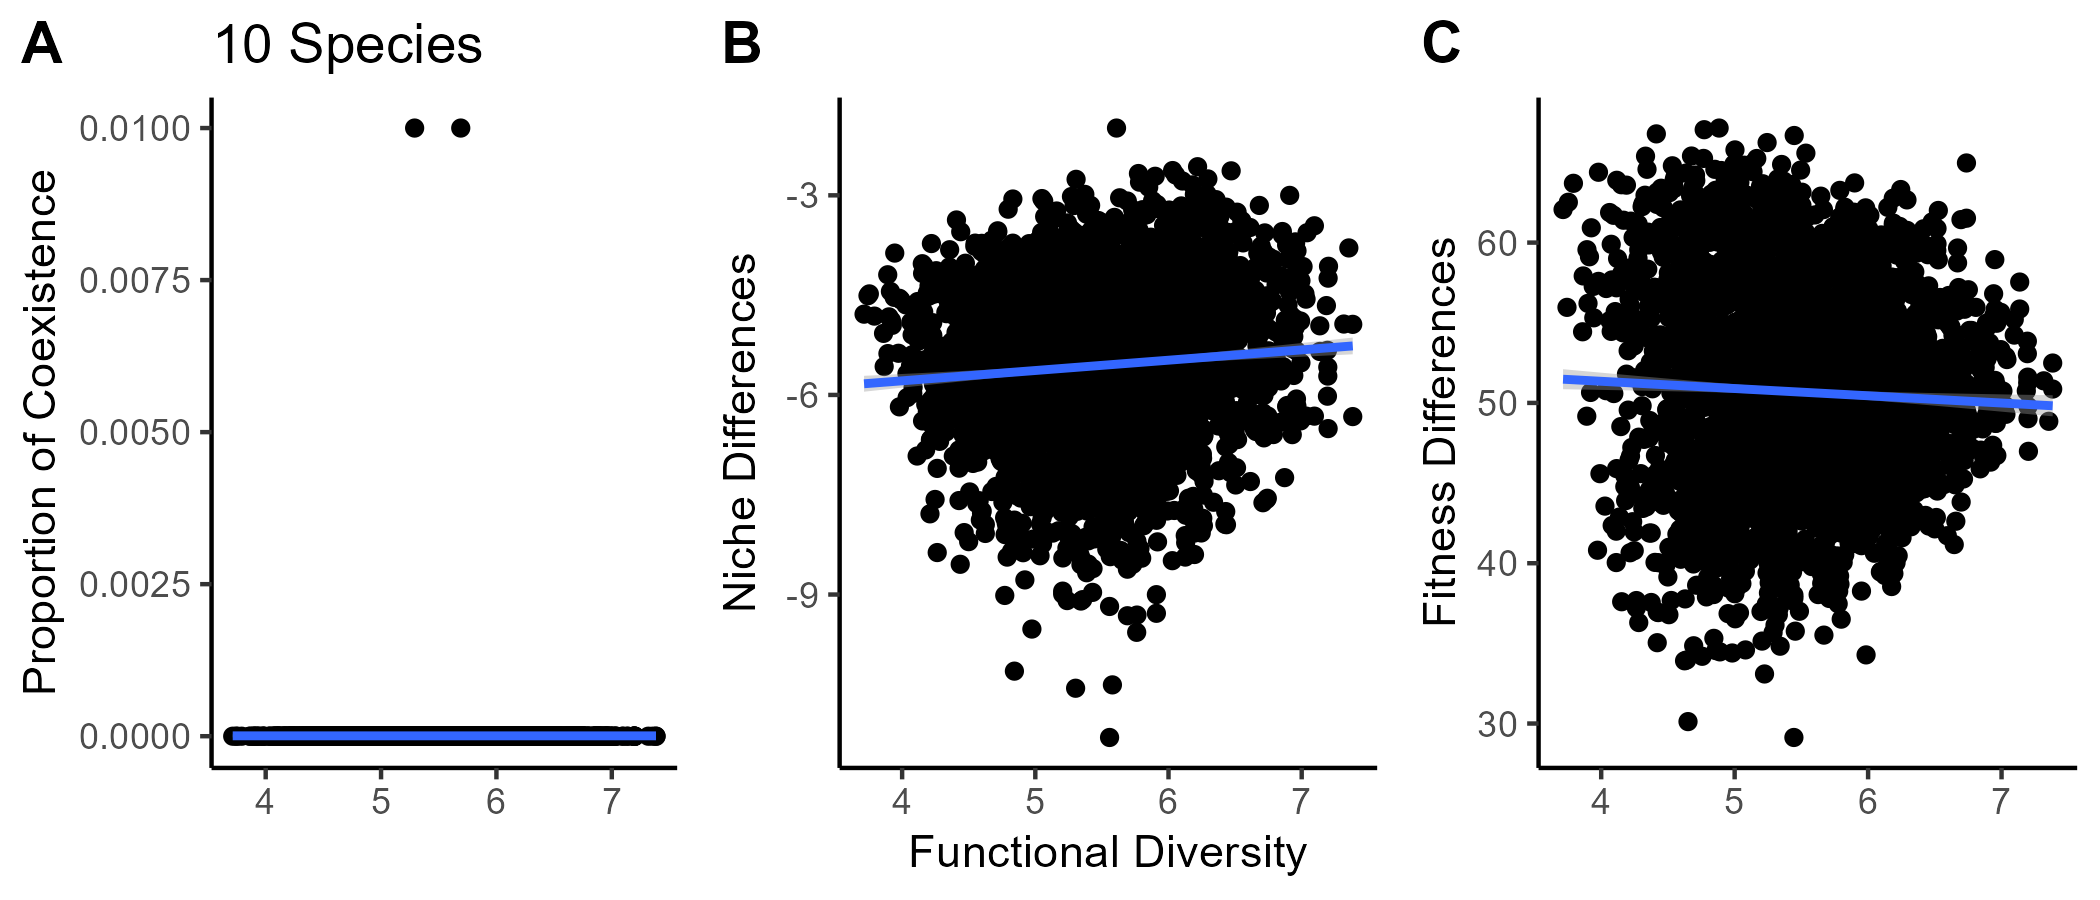 A
10 Species
Proportion of Coexistence
0.0100
0.0075
0.0050
0.0025
0.0000
4 5 6 7
B
Niche Differences
-3
-6
-9
4 5 6 7
Functional Diversity
C
Fitness Differences
60
50
40
30
4 5 6 7